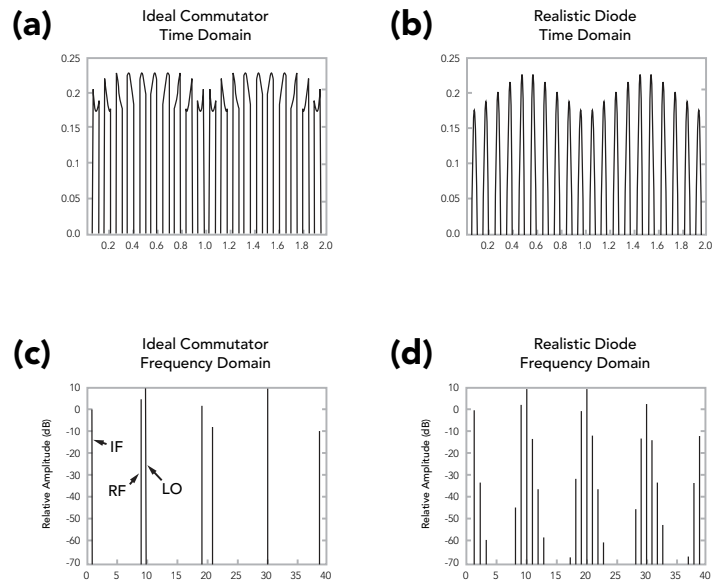 (a)
Ideal Commutator
Time Domain
0.25
0.2
0.15
0.1
0.05
0.0
0.2 0.4 0.6 0.8 1.0 1.2 1.4 1.6 1.8 2.0
(b)
Realistic Diode
Time Domain
0.25
0.2
0.15
0.1
0.05
0.0
0.2 0.4 0.6 0.8 1.0 1.2 1.4 1.6 1.8 2.0
(c)
Ideal Commutator
Frequency Domain
Relative Amplitude (dB)
10
0
-10
-20
-30
-40
-50
-60
-70
IF
RF
LO
0 5 10 15 20 25 30 35 40
(d)
Realistic Diode
Frequency Domain
Relative Amplitude (dB)
10
0
-10
-20
-30
-40
-50
-60
-70
0 5 10 15 20 25 30 35 40